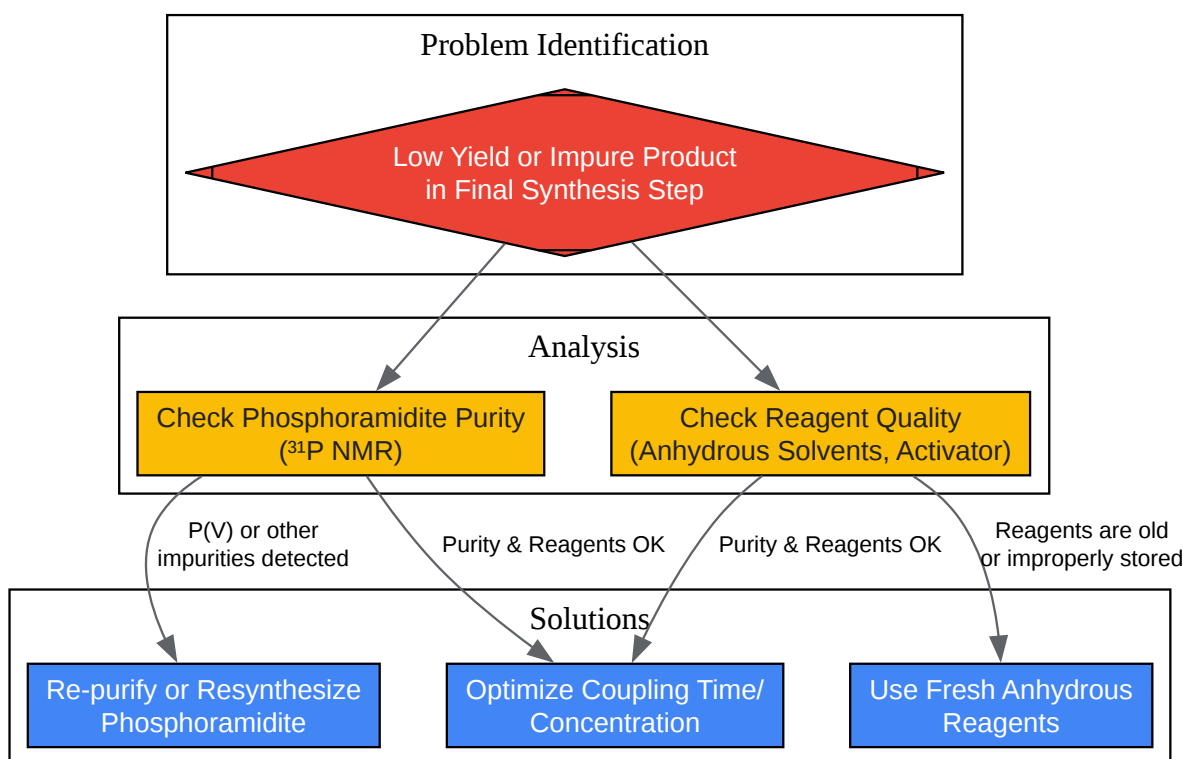 Problem Identification
Low Yield or Impure Product
in Final Synthesis Step
Analysis
Check Phosphoramidite Purity
(³¹P NMR)
Check Reagent Quality
(Anhydrous Solvents, Activator)
P(V) or other
impurities detected
Purity & Reagents OK
Purity & Reagents OK
Reagents are old
or improperly stored
Solutions
Re-purify or Resynthesize
Phosphoramidite
Optimize Coupling Time/
Concentration
Use Fresh Anhydrous
Reagents